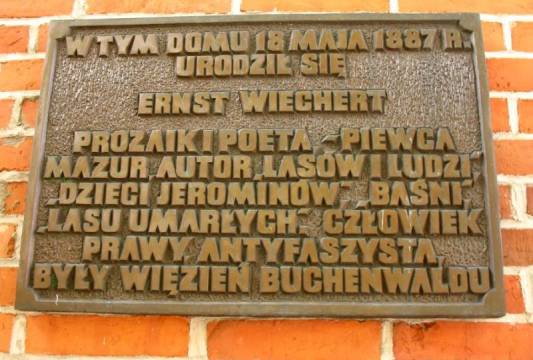 W TYM DOMU 18 MAJA 1887 R.
URODZIŁ SIĘ
ERNST WIECHERT
PROZAIK I POETA - PIEWCA
MAZUR AUTOR „LASÓW I LUDZI”
„DZIECI JEROMINÓW”, „BAŚNI”
„LASU UMARŁYCH”. CZŁOWIEK
PRAWY, ANTYFASZYSTA,
BYŁY WIĘZIEŃ BUCHENWALDU